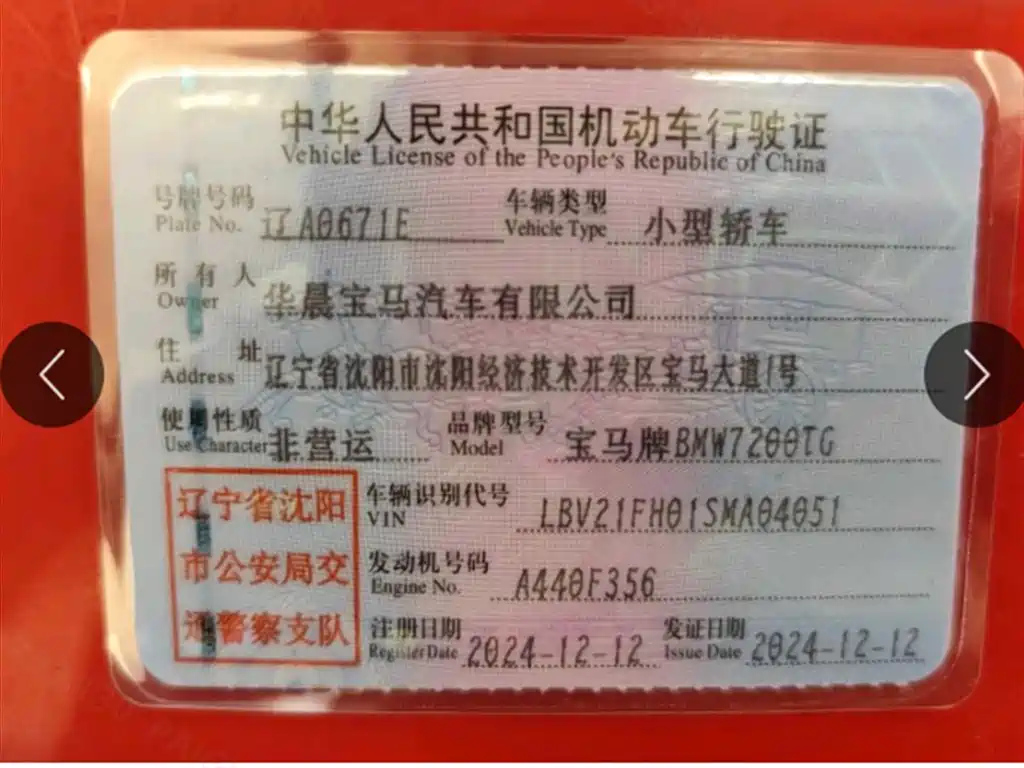 中华人民共和国机动车行驶证
Vehicle License of the People's Republic of China
号牌号码 辽A0671E 车辆类型 小型轿车
Plate No. Vehicle Type
所有人 华晨宝马汽车有限公司
Owner
住址 辽宁省沈阳市沈阳经济技术开发区宝马大道1号
Address
使用性质 非营运 品牌型号 宝马牌BMW7200TG
Use Character Model
辽宁省沈阳
市公安局交
通警察支队
车辆识别代号 LBV21FH01SMA04051
VIN
发动机号码 A440F356
Engine No.
注册日期 2024-12-12 发证日期 2024-12-12
Register Date Issue Date